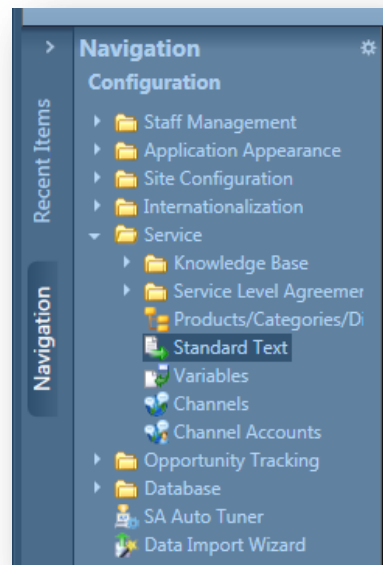 Navigation
Configuration
Recent Items
Navigation
Staff Management
Application Appearance
Site Configuration
Internationalization
Service
Knowledge Base
Service Level Agreemer
Products/Categories/Di
Standard Text
Variables
Channels
Channel Accounts
Opportunity Tracking
Database
SA Auto Tuner
Data Import Wizard